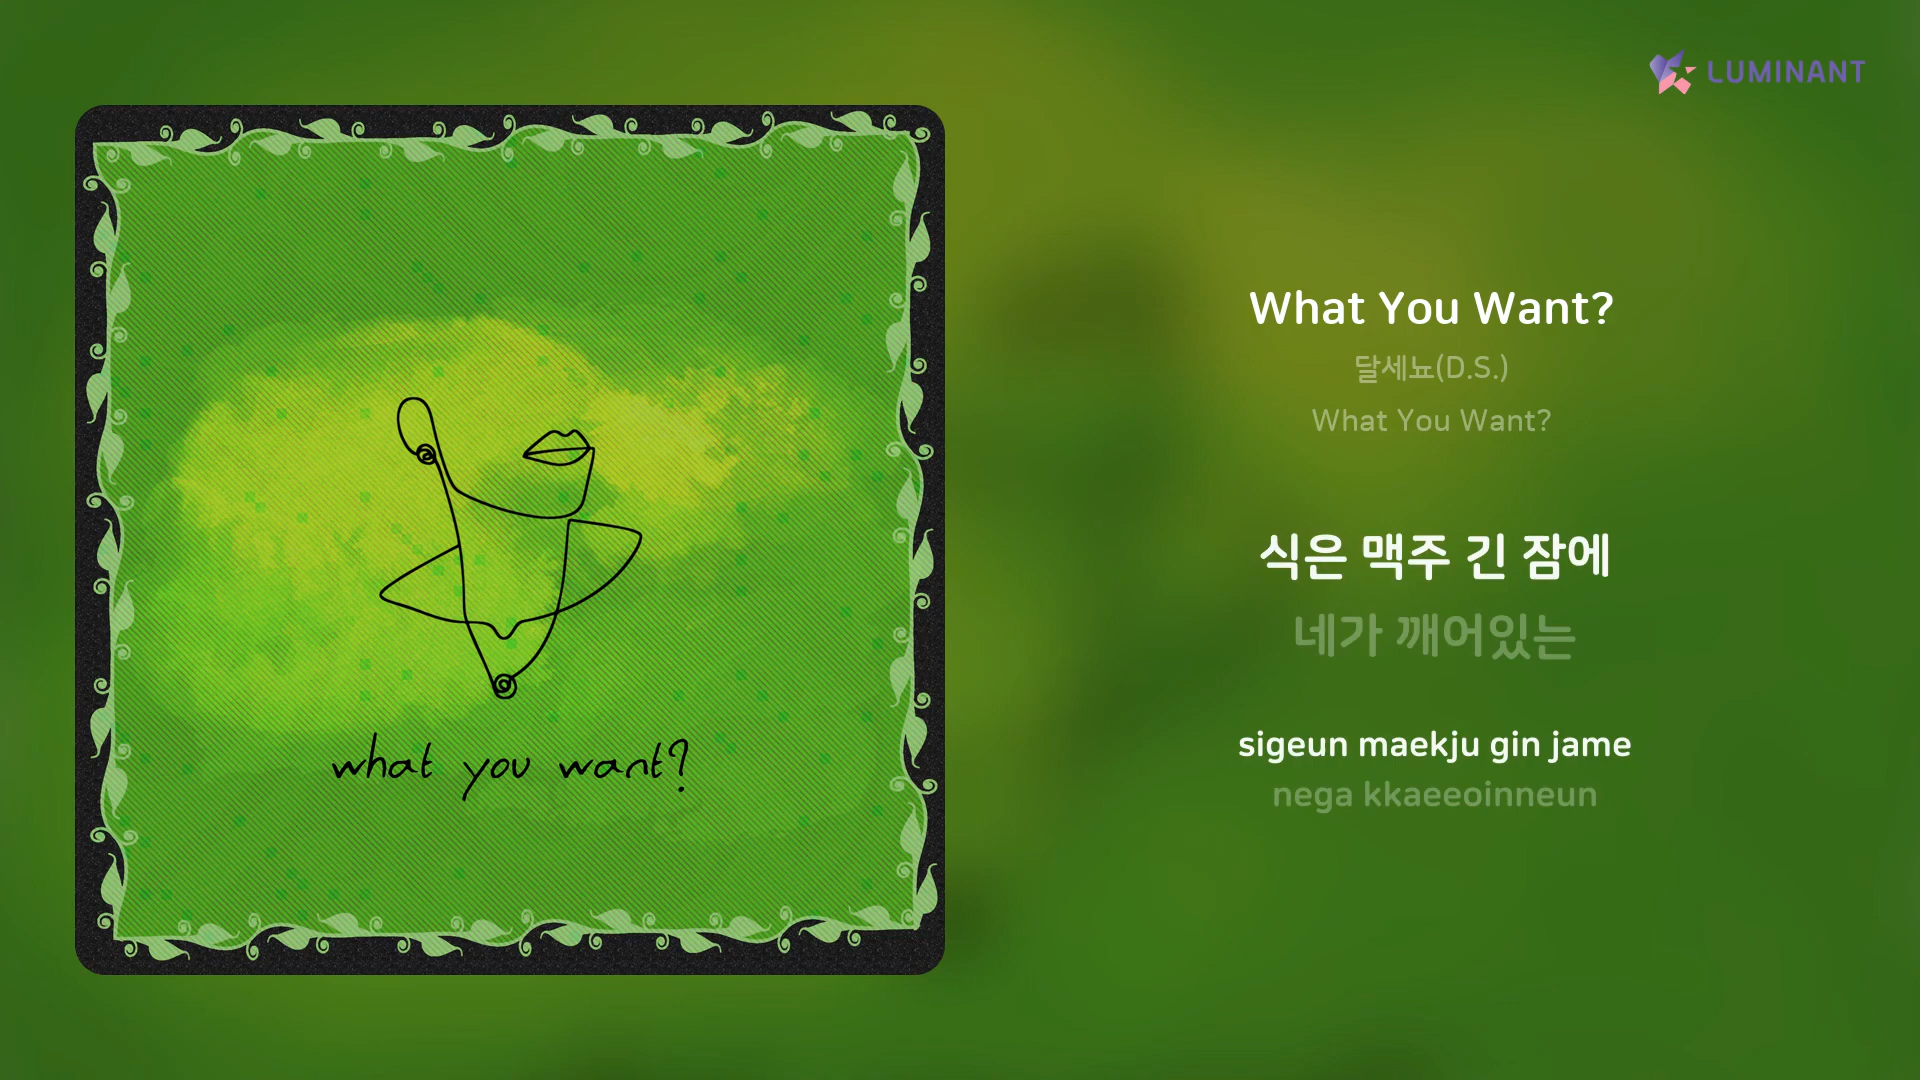 LUMINANT
what you want?
What You Want?
달세뇨(D.S.)
What You Want?
식은 맥주 긴 잠에
네가 깨어있는
sigeun maekju gin jame
nega kkaeeoinneun